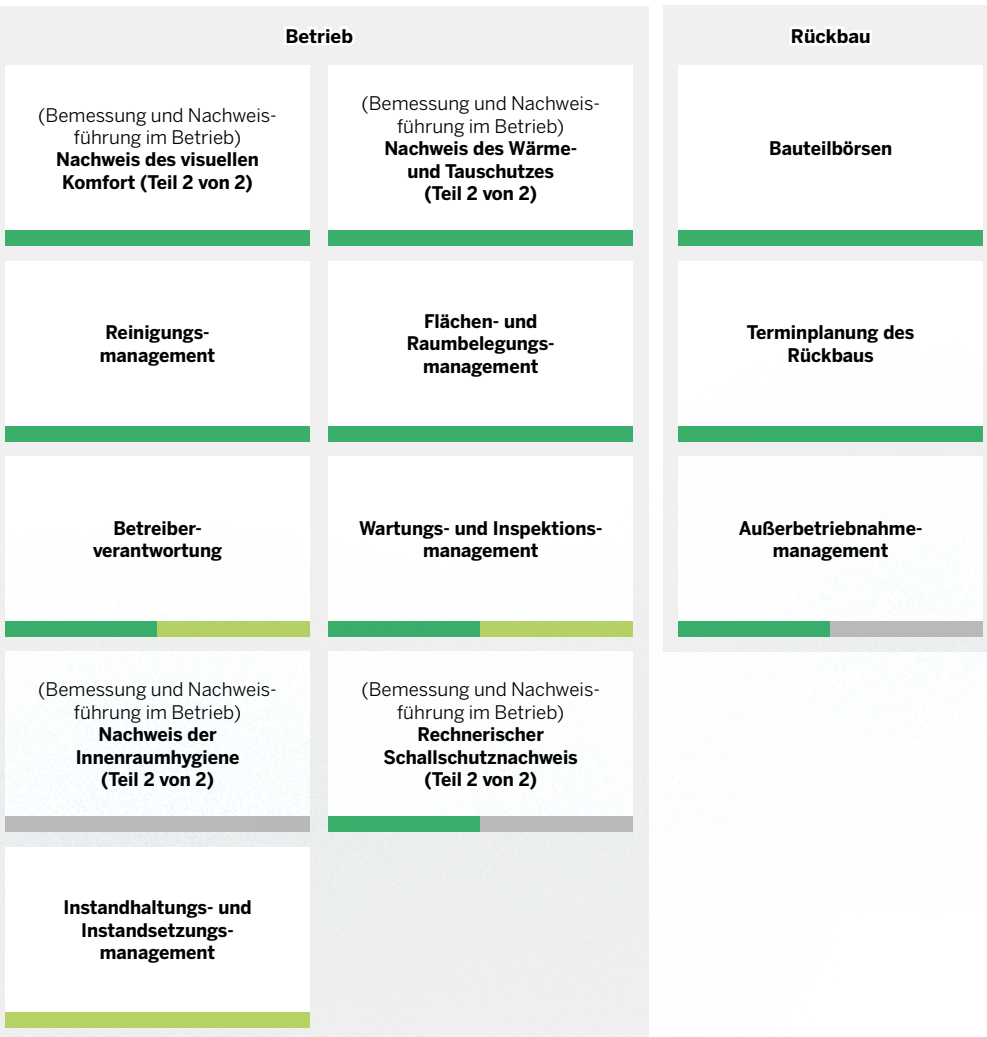 Betrieb
(Bemessung und Nachweis-
führung im Betrieb)
Nachweis des visuellen
Komfort (Teil 2 von 2)
(Bemessung und Nachweis-
führung im Betrieb)
Nachweis des Wärme-
und Tauschutzes
(Teil 2 von 2)
Reinigungs-
management
Flächen- und
Raumbelegungs-
management
Betreiber-
verantwortung
Wartungs- und Inspektions-
management
(Bemessung und Nachweis-
führung im Betrieb)
Nachweis der
Innenraumhygiene
(Teil 2 von 2)
(Bemessung und Nachweis-
führung im Betrieb)
Rechnerischer
Schallschutznachweis
(Teil 2 von 2)
Instandhaltungs- und
Instandsetzungs-
management
Rückbau
Bauteilbörsen
Terminplanung des
Rückbaus
Außerbetriebnahme-
management